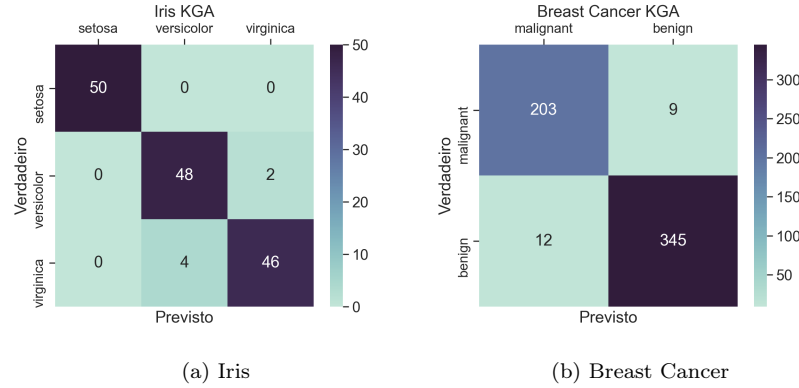 Iris KGA
setosa versicolor virginica
Verdadeiro
setosa
versicolor
virginica
50 0 0
0 48 2
0 4 46
Previsto
50
40
30
20
10
0
(a) Iris
Breast Cancer KGA
malignant benign
Verdadeiro
malignant
benign
203 9
12 345
Previsto
300
250
200
150
100
50
(b) Breast Cancer